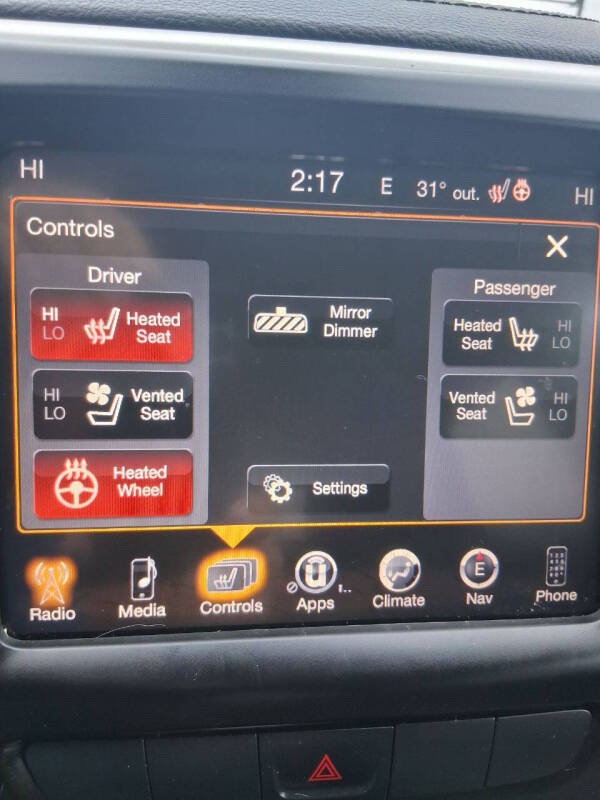 HI 2:17 E 31° out. HI
Controls
Driver
HI
LO
Heated
Seat
HI
LO
Vented
Seat
Heated
Wheel
Mirror
Dimmer
Settings
Passenger
Heated
Seat
HI
LO
Vented
Seat
HI
LO
Radio
Media
Controls
Apps
E
Climate
Nav
Phone